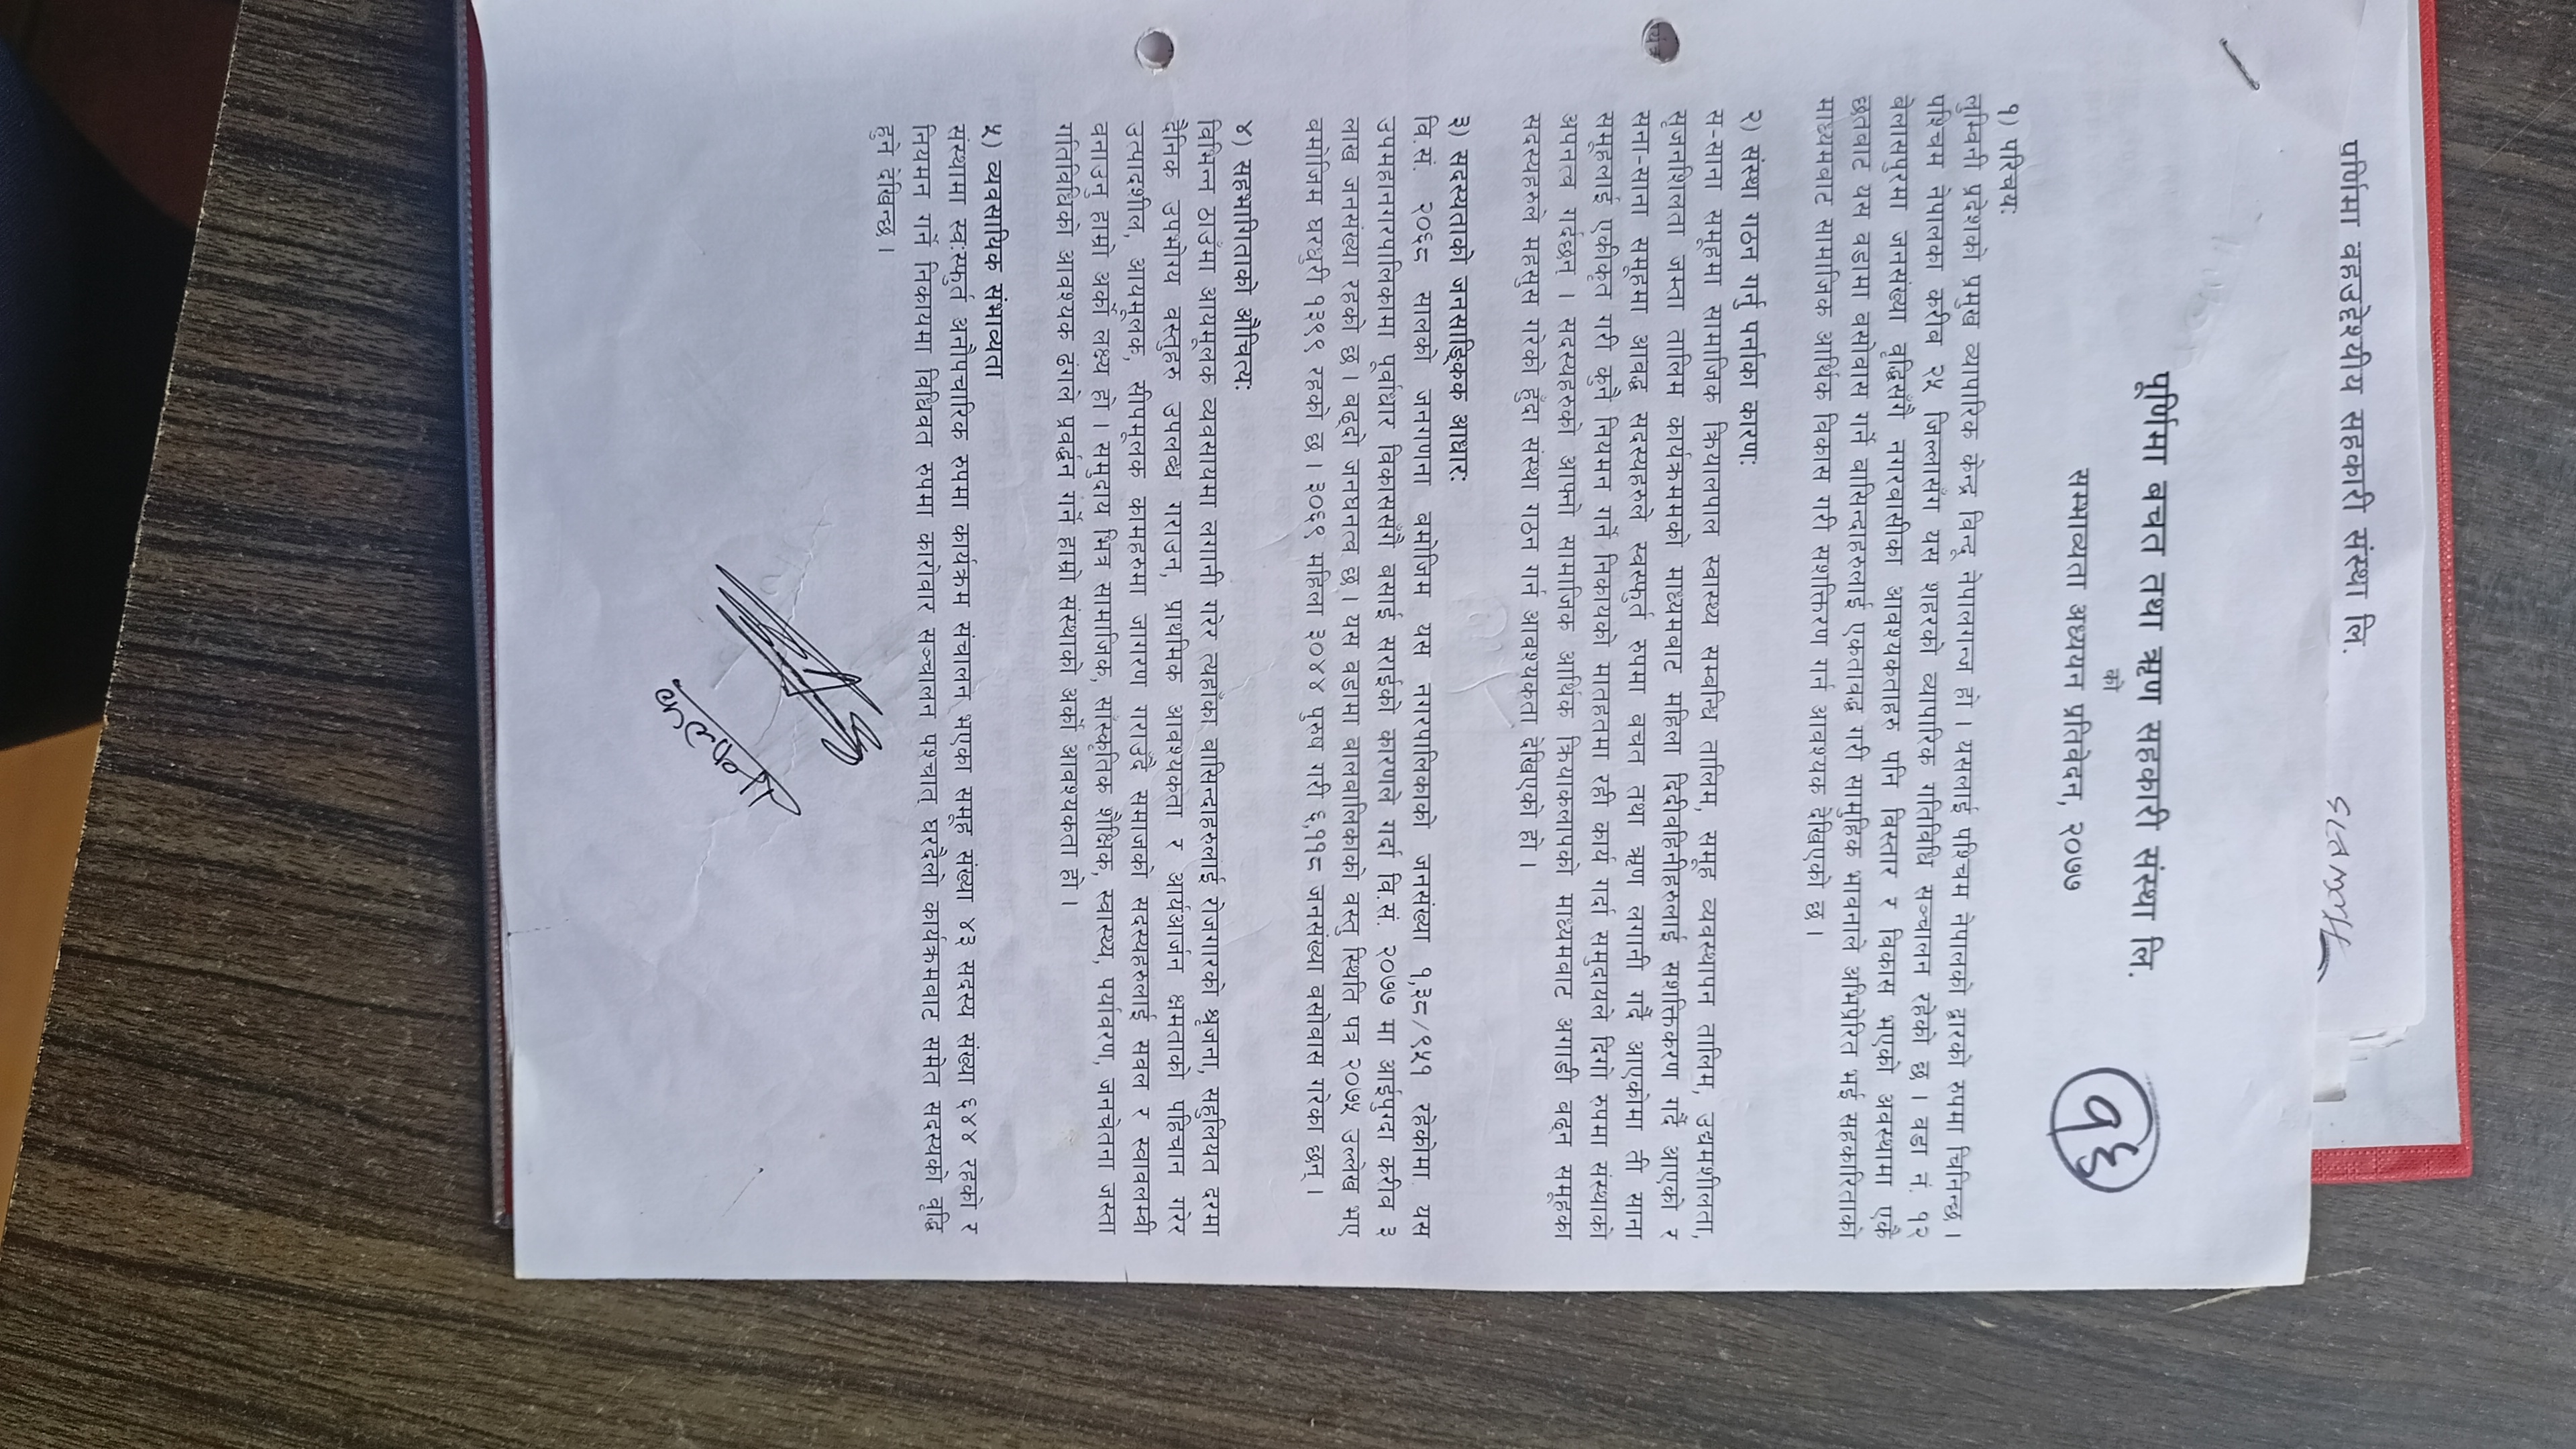 पूर्णिमा वहउद्देश्यीय सहकारी संस्था लि.
पूर्णिमा बचत तथा ऋण सहकारी संस्था लि.
को
सम्भाव्यता अध्ययन प्रतिवेदन, २०७७
१३
१) परिचय:
लुम्बिनी प्रदेशको प्रमुख व्यापारिक केन्द्र विन्दू नेपालगन्ज हो । यसलाई पश्चिम नेपालको द्वारको रुपमा चिनिन्छ ।
पश्चिम नेपालका करीव २५ जिल्लासंग यस शहरको व्यापारिक गतिविधि सञ्चालन रहेको छ । वडा नं. १२
बेलासपुरमा जनसंख्या बृद्धिसंगै नगरवासीका आवश्यकताहरु पनि विस्तार र विकास भएको अवस्थामा एकै
छातबाट यस वडामा बसोवास गर्ने बासिन्दाहरुलाई एकतावद्ध गरी सामुहिक भावनाले अभिप्रेरित भई सहकारिताको
माध्यमबाट सामाजिक आर्थिक विकास गरी सशक्तिकरण गर्न आवश्यक देखिएको छ ।
२) संस्था गठन गर्नु पर्नाका कारण:
स-साना समुहमा सामाजिक क्रियालपाल स्वास्थ्य सम्बन्धि तालिम, समुह व्यवस्थापन तालिम, उद्यमशीलता,
सृजनशिलता जस्ता तालिम कार्यक्रममको माध्यमबाट महिला दिदीवहिनीहरुलाई सशक्तिकरण गर्दै आएको र
साना-साना समुहमा आवद्ध सदस्यहरुले स्वस्फुर्त रुपमा बचत तथा ऋण लगानी गर्दै आएकोमा ती साना
समुहलाई एकीकृत गरी कुनै नियमन गर्ने निकायको मातहतमा रही कार्य गर्दा समुदायले दिगो रुपमा संस्थाको
अपनत्व गर्दछन् । सदस्यहरुको आफ्नो सामाजिक आर्थिक क्रियाकलापको माध्यमबाट अगाडी वढ्न समूहका
सदस्यहरुले महसुस गरेको हुँदा संस्था गठन गर्न आवश्यकता देखिएको हो ।
३) सदस्यताको जनसाङ्ख्यिक आधार:
वि.सं. २०६८ सालको जनगणना बमोजिम यस नगरपालिकाको जनसंख्या १,३८/९५१ रहेकोमा यस
उपमहानगरपालिकामा पूर्वाधार विकाससंगै बसाई सराईको कारणले गर्दा वि.सं. २०७७ मा आईपुग्दा करीव ३
लाख जनसंख्या रहको छ । बढ्दो जनघनत्व छ । यस वडामा बालवालिकाको वस्तु स्थिति पत्र २०७५ उल्लेख भए
बमोजिम घरधुरी १३९९ रहको छ । ३०६९ महिला ३०४४ पुरुष गरी ६,११८ जनसंख्या बसोवास गरेका छन् ।
४) सहभागिताको औचित्य:
विभिन्न ठाउँमा आयमुलक व्यवसायमा लगानी गरेर त्यहाँका बासिन्दाहरुलाई रोजगारको श्रृजना, सहुलियत दरमा
दैनिक उपभोग्य वस्तुहरु उपलब्ध गराउन, प्राथमिक आवश्यकता र आयआर्जन क्षमताको पहिचान गरेर
उत्पादशील, आयमूलक, सीपमूलक कामहरुमा जागरण गराउँदै समाजको सदस्यहरुलाई सवल र स्वावलम्वी
बनाउनु हाम्रो अर्को लक्ष्य हो । समुदाय भित्र सामाजिक, सांस्कृतिक शैक्षिक, स्वास्थ्य, पर्यावरण, जनचेतना जस्ता
गतिविधिको आवश्यक ढंगले प्रवर्द्धन गर्ने हाम्रो संस्थाको अर्को आवश्यकता हो ।
५) व्यवसायिक संभाव्यता
संस्थामा स्व:स्फुर्त अनौपचारिक रुपमा कार्यक्रम संचालन भएका समुह संख्या ४३ सदस्य संख्या ६४४ रहको र
नियमन गर्ने निकायमा विधिवत रुपमा कारोवार सञ्चालन पश्चात् घरदैलो कार्यक्रमबाट समेत सदस्यको बृद्धि
हुने देखिन्छ ।